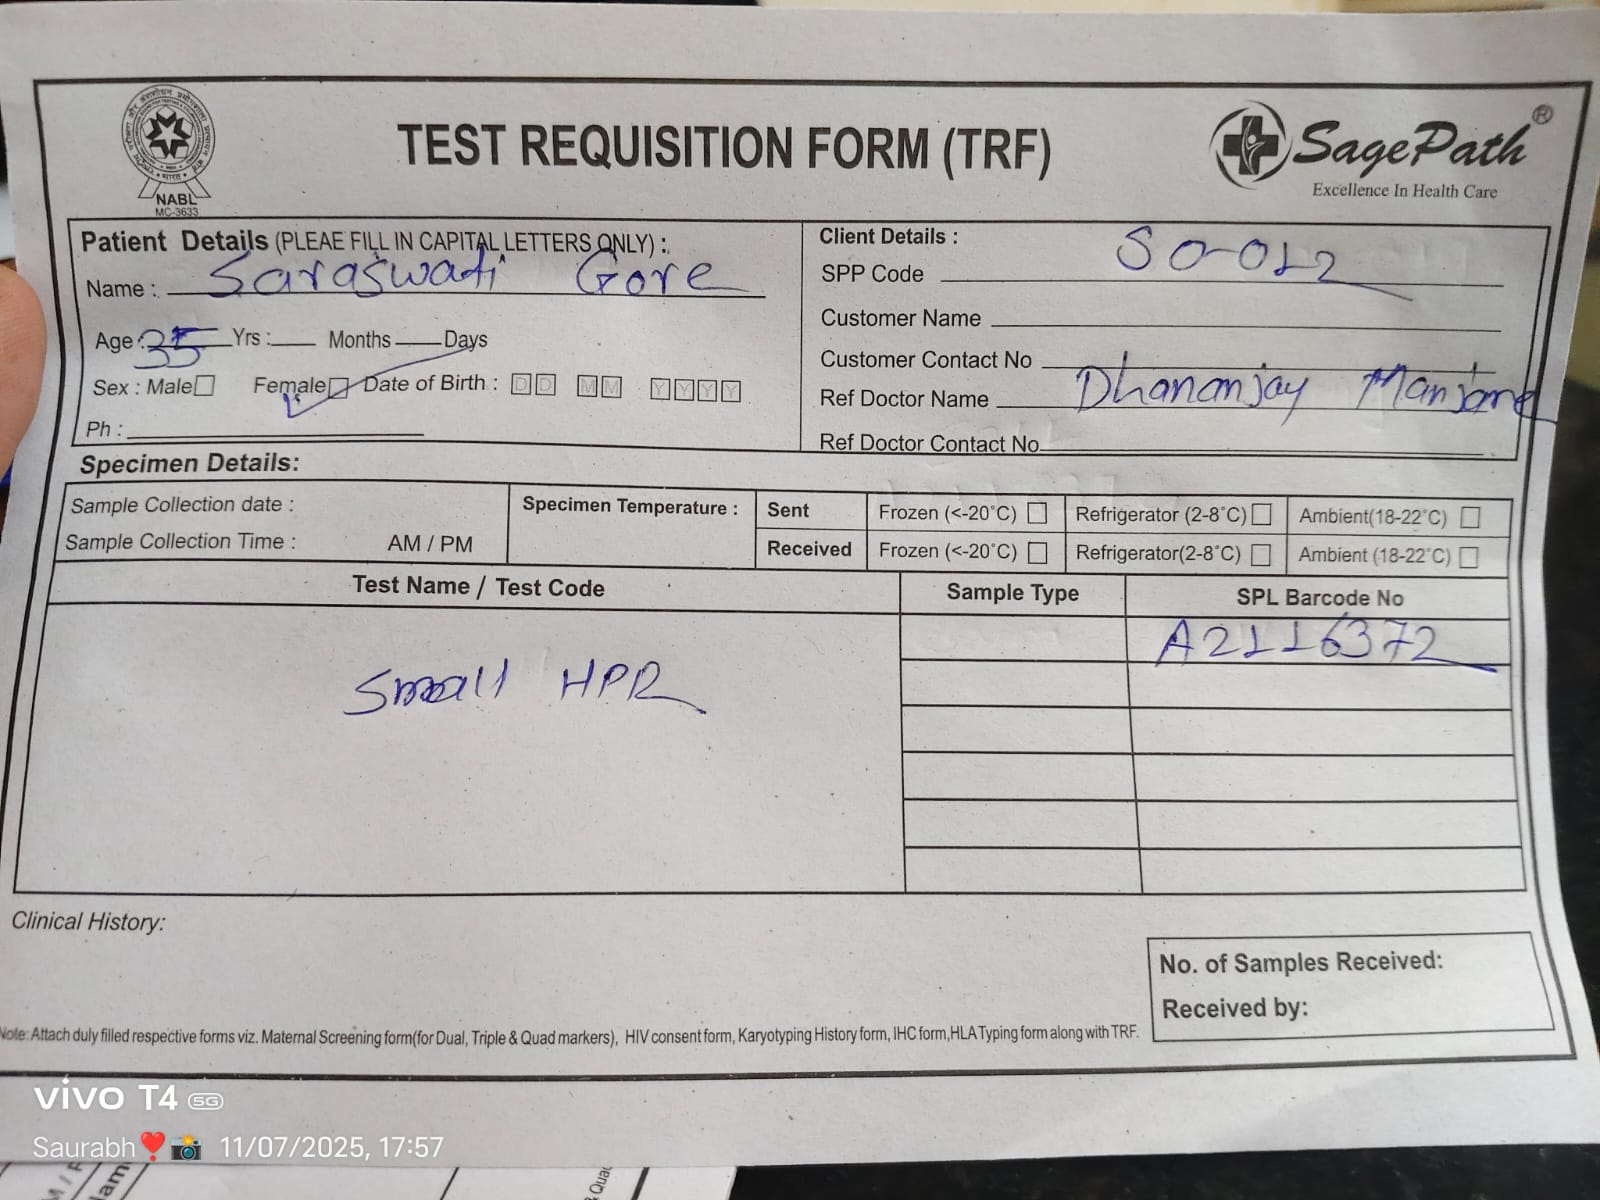 TEST REQUISITION FORM (TRF)
NABL
MC-3633
SagePath®
Excellence In Health Care
Patient Details (PLEAE FILL IN CAPITAL LETTERS ONLY) :
Name : Saraswati Gore
Age : 35 Yrs : Months Days
Sex : Male Female Date of Birth : D D M M Y Y Y Y
Ph :
Client Details :
SPP Code SO-012
Customer Name
Customer Contact No
Ref Doctor Name Dhananjay Manjare
Ref Doctor Contact No.
Specimen Details:
Sample Collection date :
Sample Collection Time : AM / PM
Specimen Temperature :
Sent Frozen (<-20°C) Refrigerator (2-8°C) Ambient(18-22°C)
Received Frozen (<-20°C) Refrigerator(2-8°C) Ambient (18-22°C)
Test Name / Test Code Sample Type SPL Barcode No
A2116372
Small HPR
Clinical History:
No. of Samples Received:
Received by:
Note: Attach duly filled respective forms viz. Maternal Screening form(for Dual, Triple & Quad markers), HIV consent form, Karyotyping History form, IHC form,HLA Typing form along with TRF.
vivo T4 5G
Saurabh❣️📸 11/07/2025, 17:57